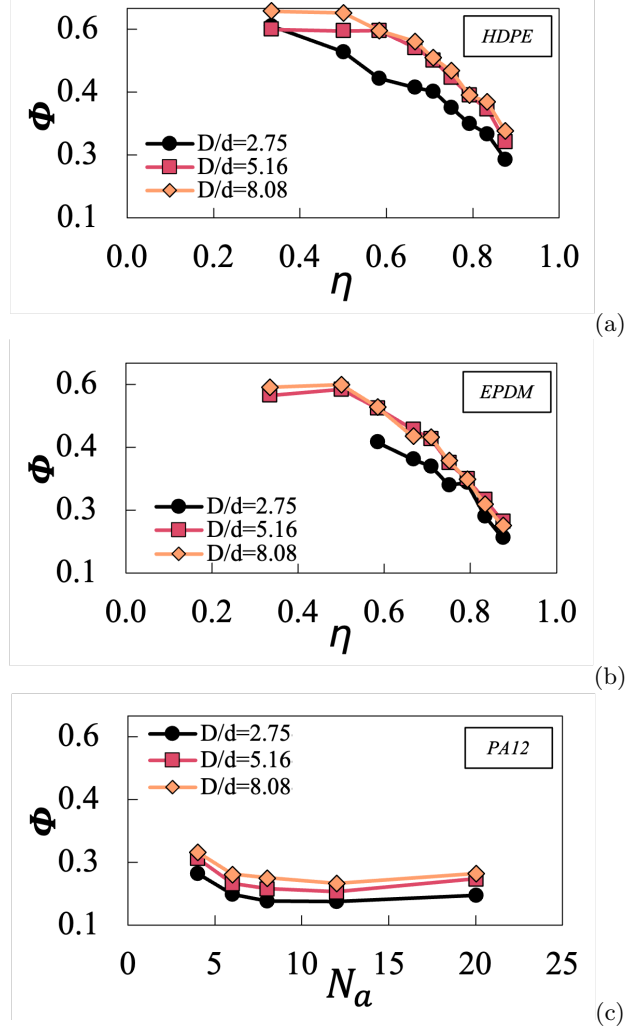 0.6
HDPE
0.4
Φ
D/d=2.75
0.3
D/d=5.16
D/d=8.08
0.1
0.0 0.2 0.4 0.6 0.8 1.0
η
(a)
0.6
EPDM
0.4
Φ
0.3
D/d=2.75
D/d=5.16
D/d=8.08
0.1
0.0 0.2 0.4 0.6 0.8 1.0
η
(b)
D/d=2.75
0.6
PA12
D/d=5.16
D/d=8.08
0.4
Φ
0.3
0.1
0 5 10 15 20 25
Nₐ
(c)